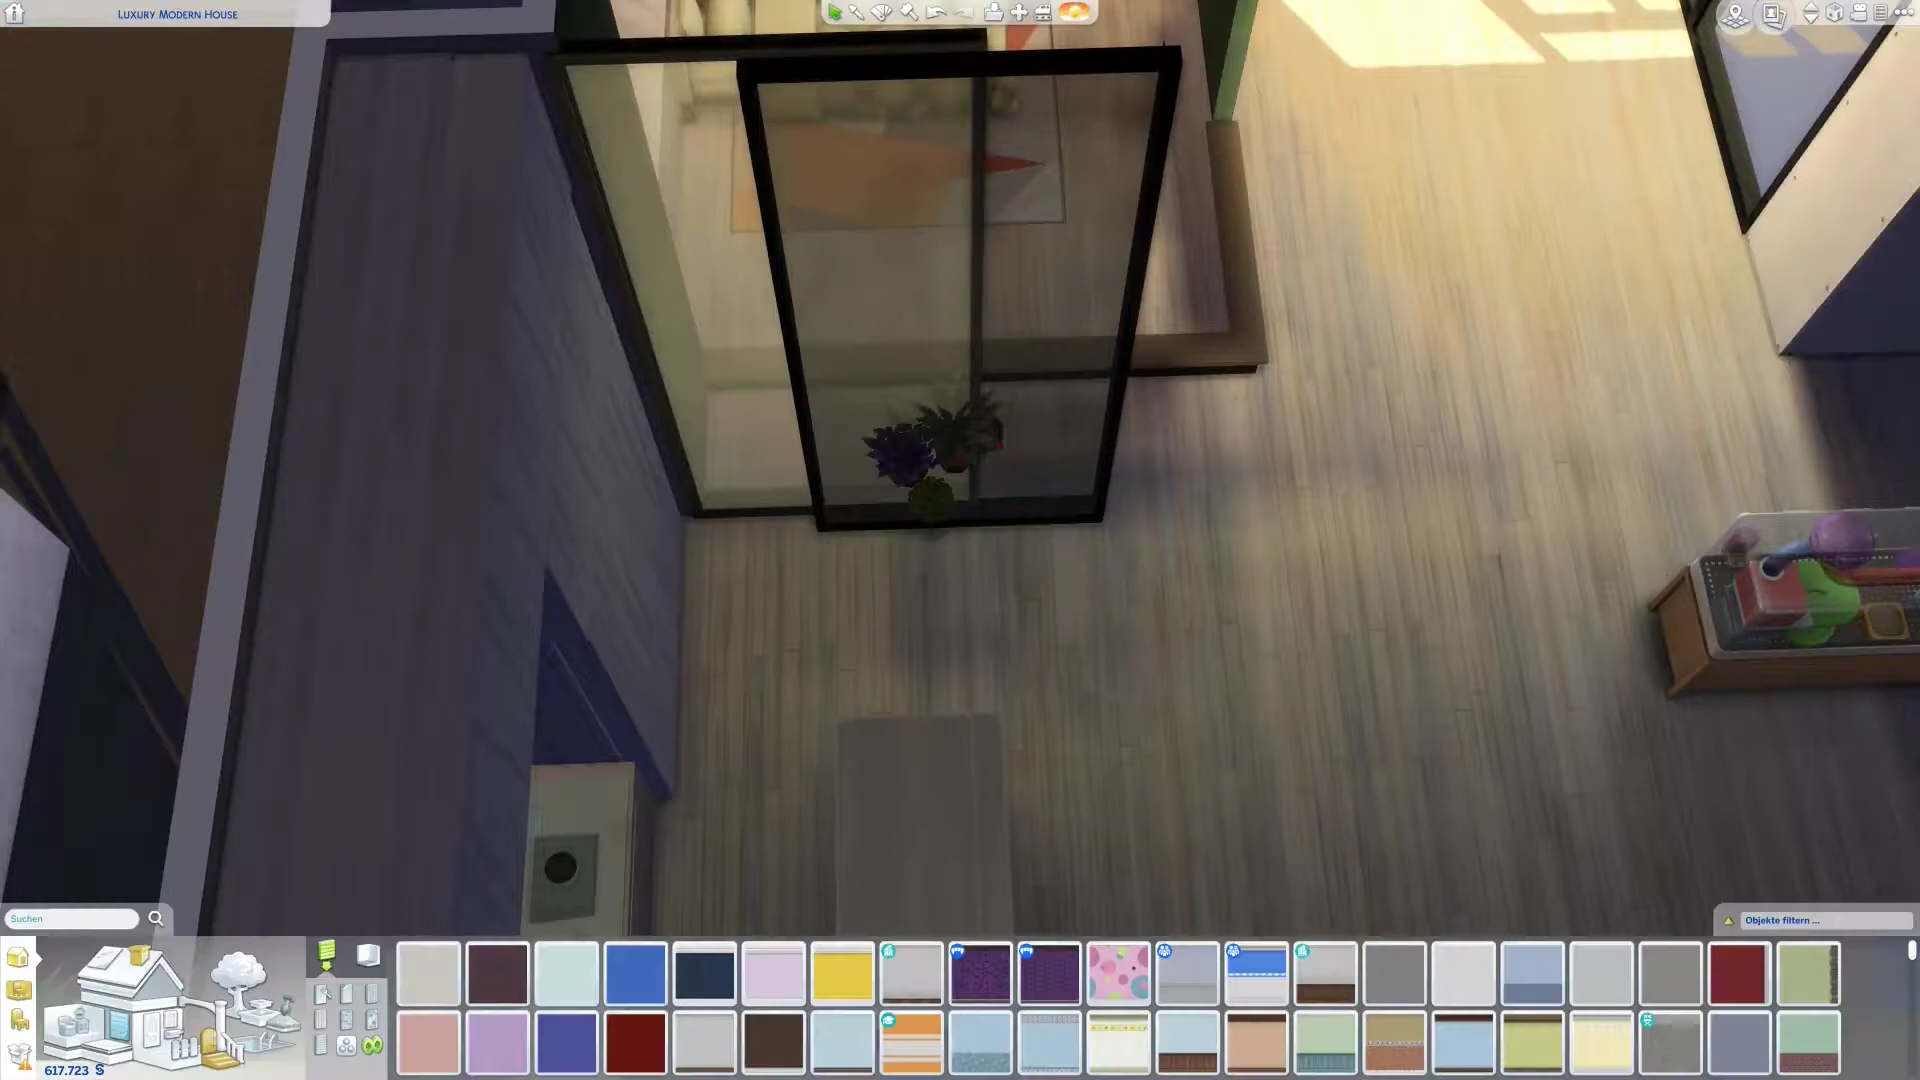 Luxury Modern House
Suchen
Objekte filtern ...
617.723 $